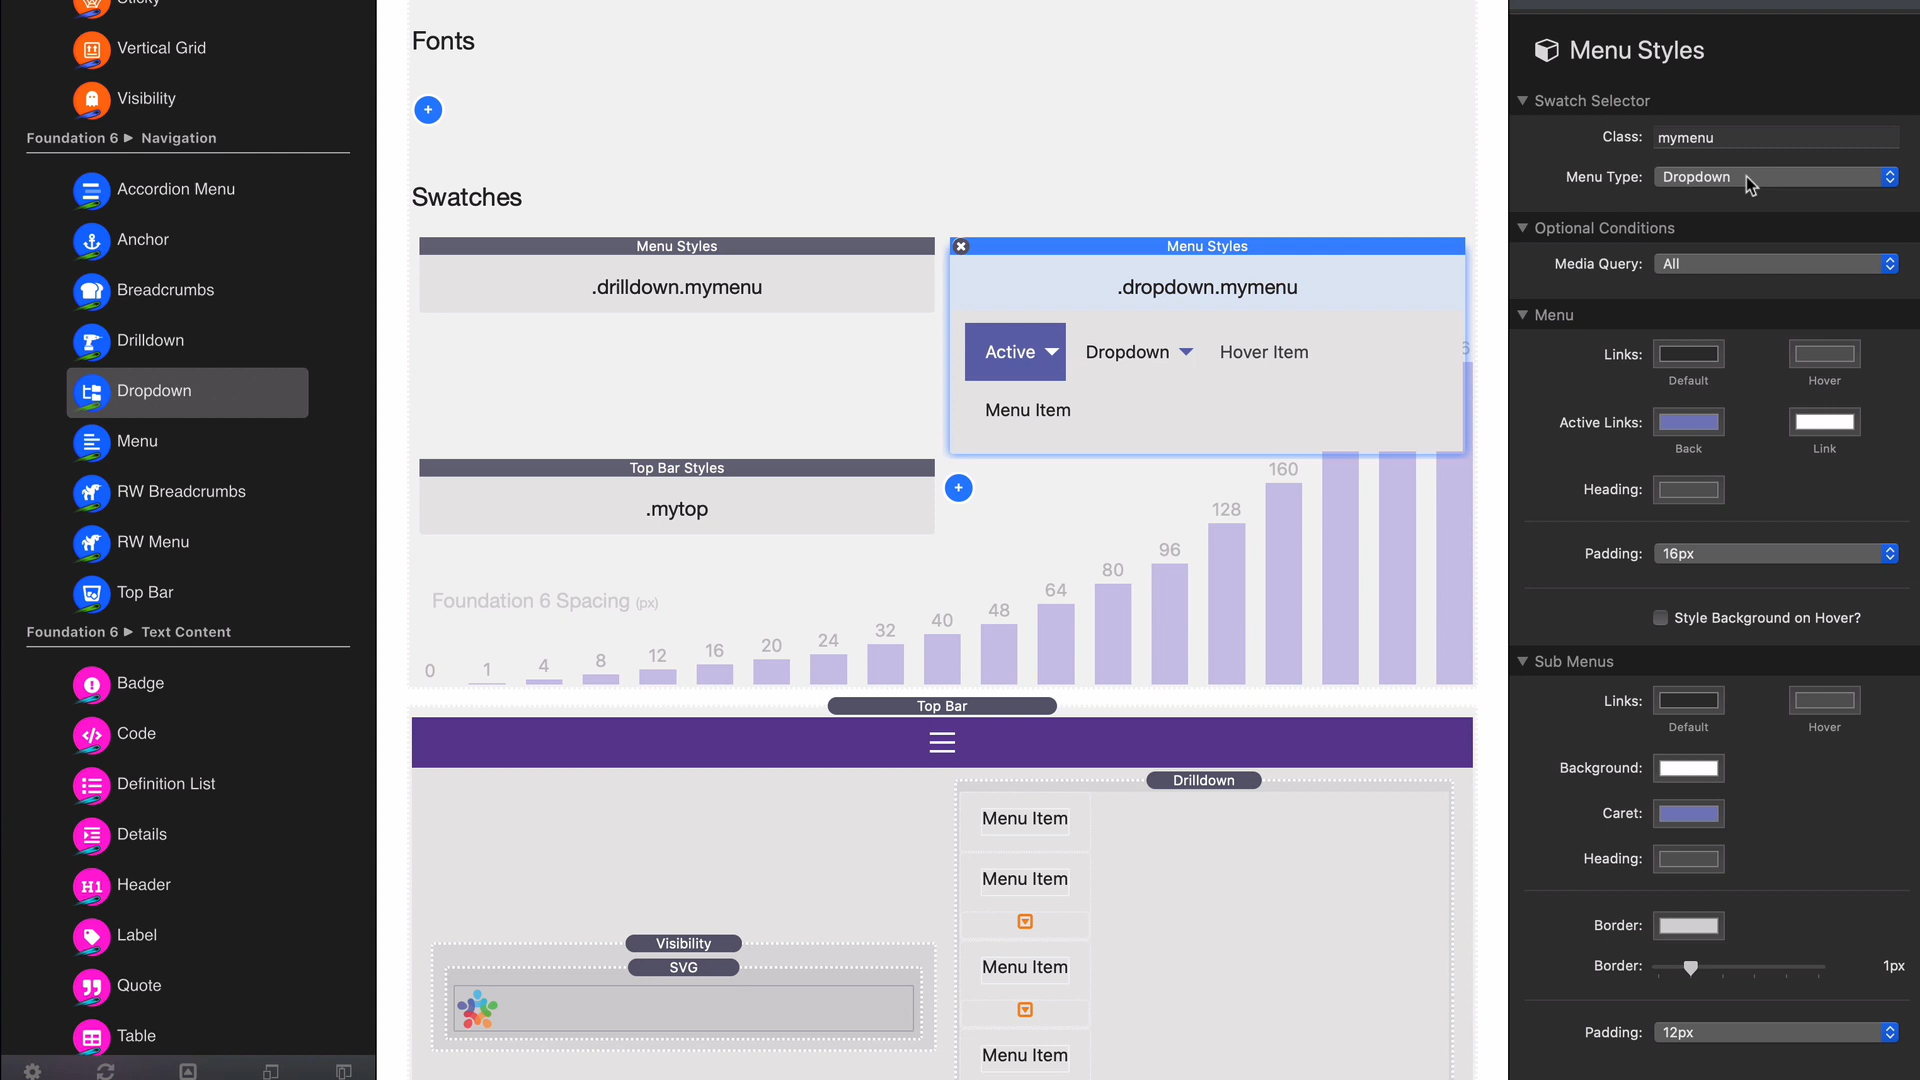 Sticky
Vertical Grid
Visibility
Foundation 6 ► Navigation
Accordion Menu
Anchor
Breadcrumbs
Drilldown
Dropdown
Menu
RW Breadcrumbs
RW Menu
Top Bar
Foundation 6 ► Text Content
Badge
Code
Definition List
Details
H1 Header
Label
Quote
Table
Fonts
Swatches
Menu Styles
.drilldown.mymenu
Menu Styles
.dropdown.mymenu
Active
Dropdown
Hover Item
Menu Item
Top Bar Styles
.mytop
Foundation 6 Spacing (px)
0
1
4
8
12
16
20
24
32
40
48
64
80
96
128
160
Top Bar
Drilldown
Menu Item
Menu Item
Menu Item
Menu Item
Visibility
SVG
Menu Styles
Swatch Selector
Class: mymenu
Menu Type: Dropdown
Optional Conditions
Media Query: All
Menu
Links:
Default Hover
Active Links:
Back Link
Heading:
Padding: 16px
Style Background on Hover?
Sub Menus
Links:
Default Hover
Background:
Caret:
Heading:
Border:
Border: 1px
Padding: 12px